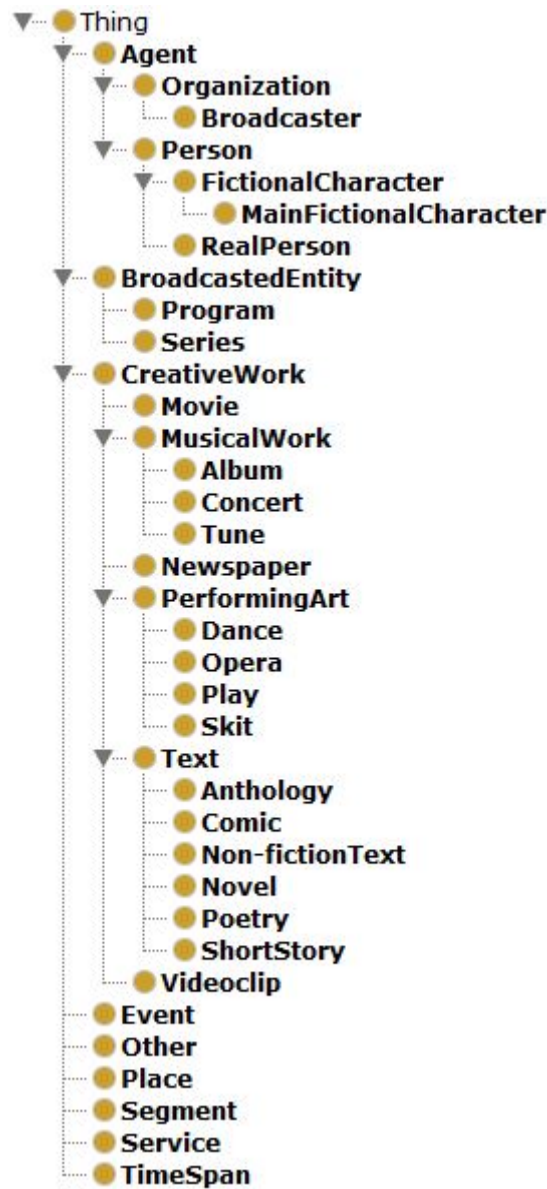 Thing
Agent
Organization
Broadcaster
Person
FictionalCharacter
MainFictionalCharacter
RealPerson
BroadcastedEntity
Program
Series
CreativeWork
Movie
MusicalWork
Album
Concert
Tune
Newspaper
PerformingArt
Dance
Opera
Play
Skit
Text
Anthology
Comic
Non-fictionText
Novel
Poetry
ShortStory
Videoclip
Event
Other
Place
Segment
Service
TimeSpan